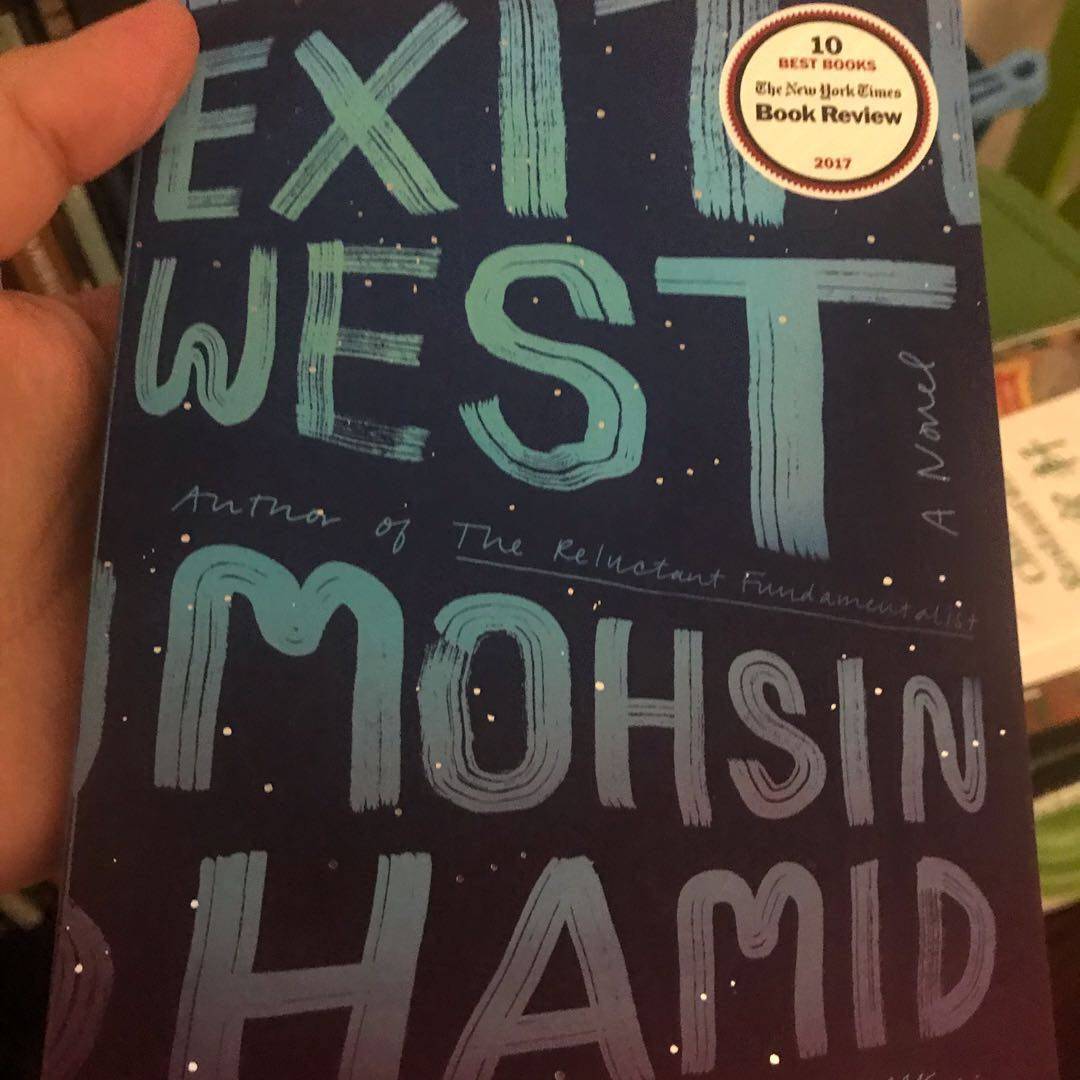 EXIT
10
BEST BOOKS
The New York Times
Book Review
2017
WEST
A Novel
Author of The Reluctant Fundamentalist
MOHSIN
HAMID